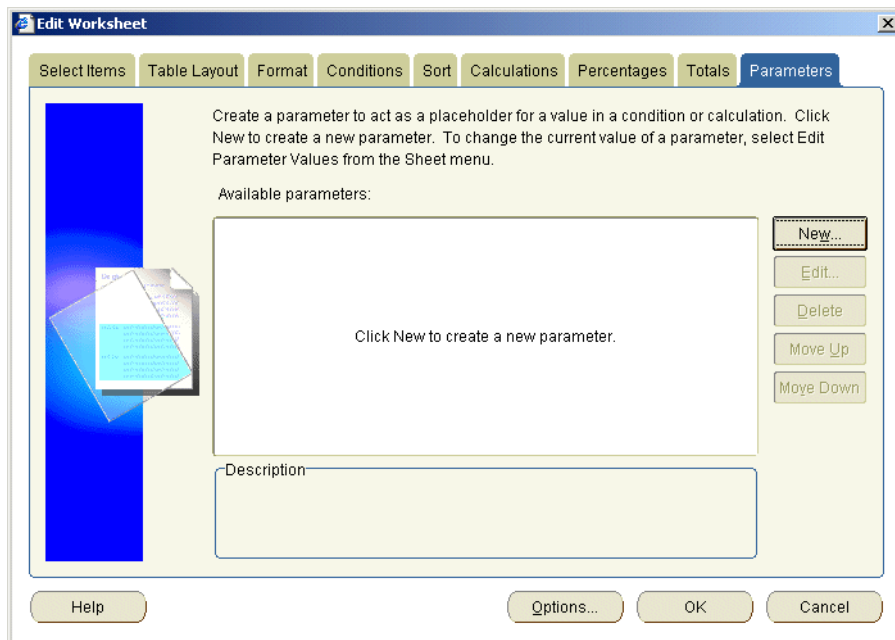 Edit Worksheet
Select Items Table Layout Format Conditions Sort Calculations Percentages Totals Parameters
Create a parameter to act as a placeholder for a value in a condition or calculation. Click
New to create a new parameter. To change the current value of a parameter, select Edit
Parameter Values from the Sheet menu.
Available parameters:
New...
Edit...
Delete
Click New to create a new parameter.
Move Up
Move Down
Description
Help Options... OK Cancel